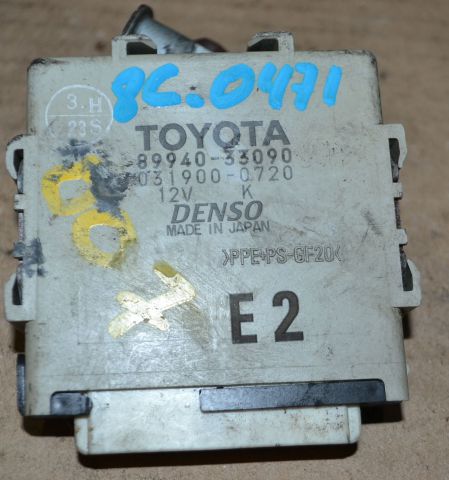 8C.0471
3.H
23S
TOYOTA
89940-33090
031900-0720
12V K
DENSO
MADE IN JAPAN
>PPE+PS-GF20<
E2